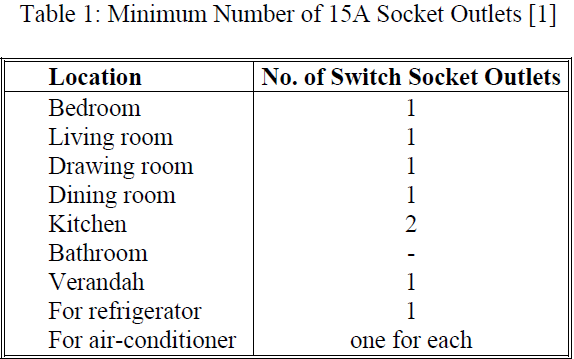 Table 1: Minimum Number of 15A Socket Outlets [1]
Location No. of Switch Socket Outlets
Bedroom 1
Living room 1
Drawing room 1
Dining room 1
Kitchen 2
Bathroom -
Verandah 1
For refrigerator 1
For air-conditioner one for each